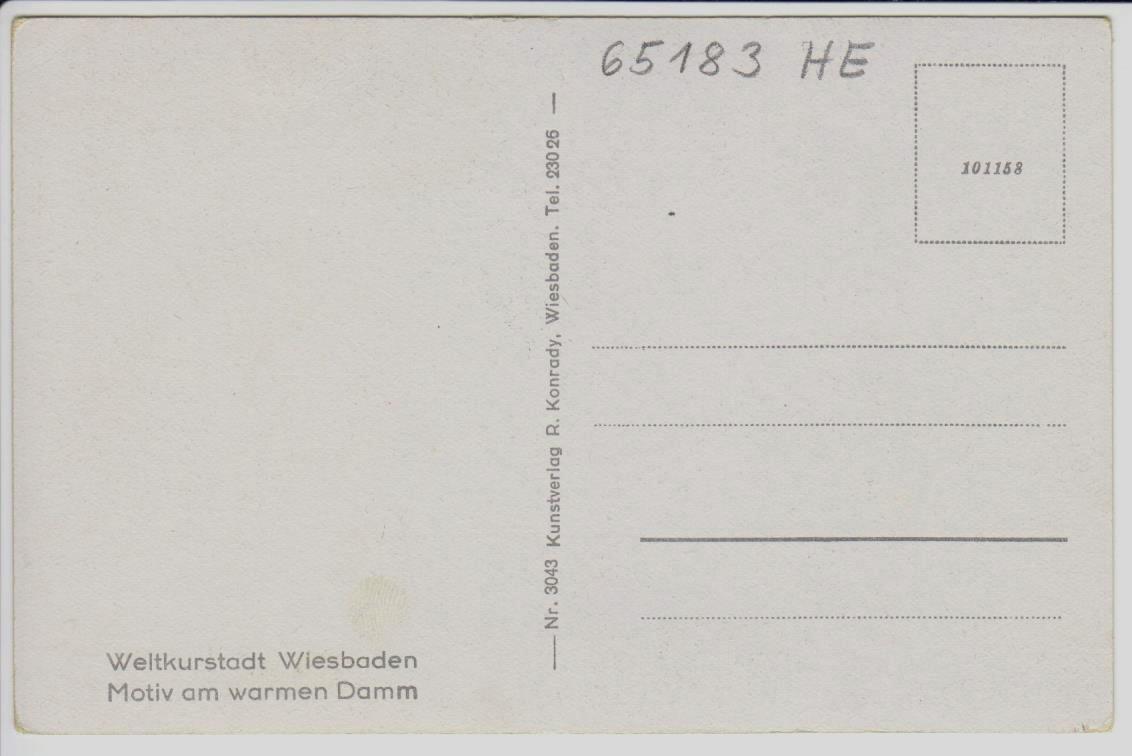 65183 HE
101158
Nr. 3043 Kunstverlag R. Konrady, Wiesbaden. Tel. 23026
Weltkurstadt Wiesbaden
Motiv am warmen Damm